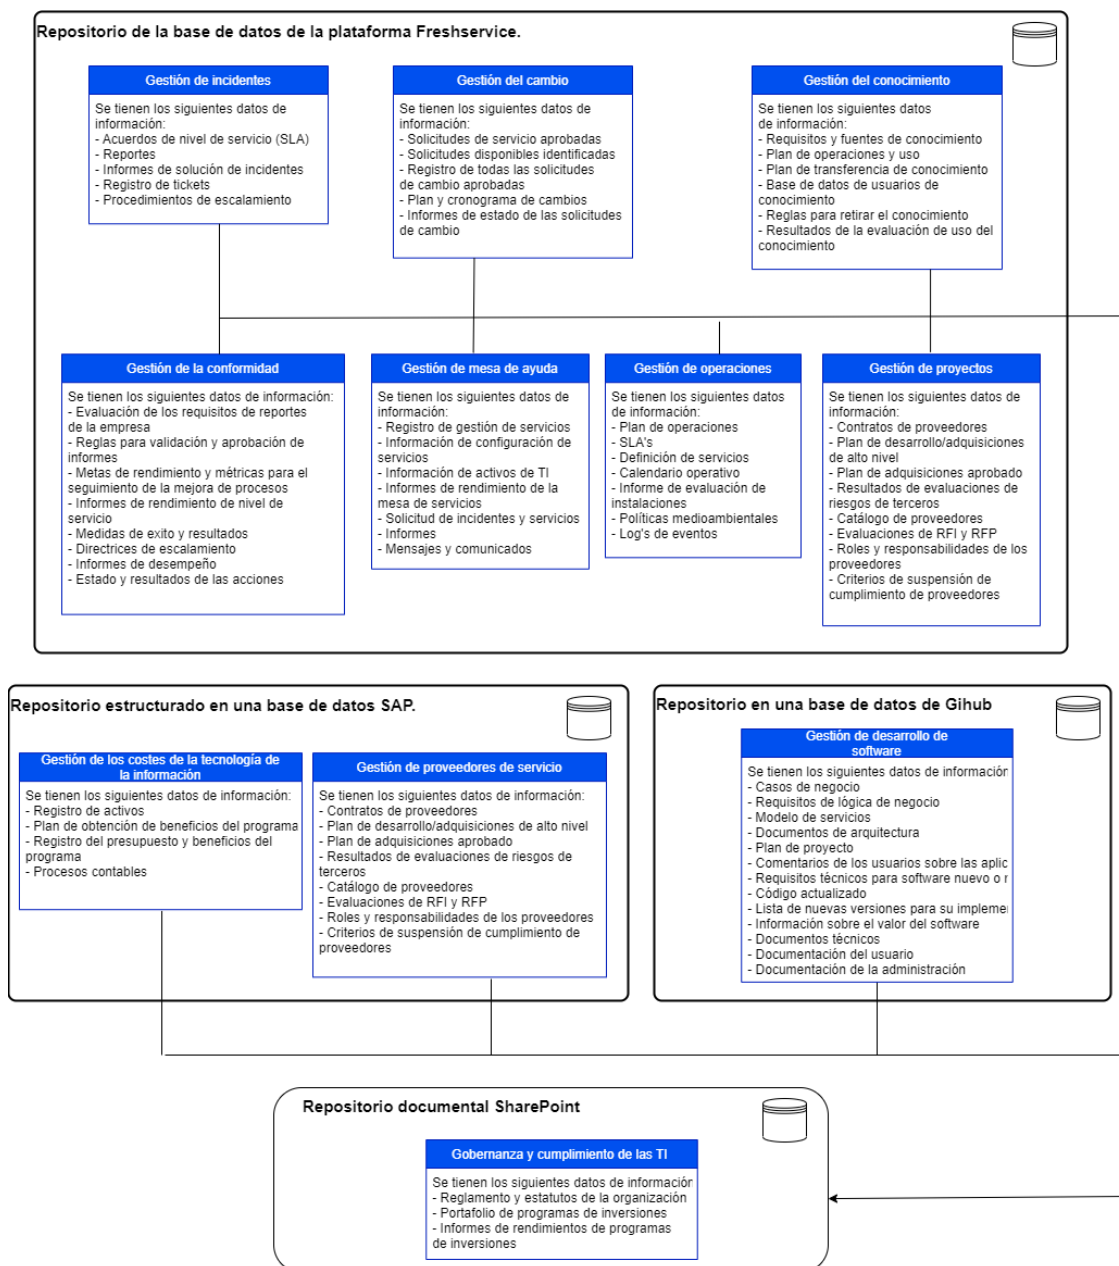 Repositorio de la base de datos de la plataforma Freshservice.
Gestión de incidentes
Se tienen los siguientes datos de
información:
- Acuerdos de nivel de servicio (SLA)
- Reportes
- Informes de solución de incidentes
- Registro de tickets
- Procedimientos de escalamiento
Gestión del cambio
Se tienen los siguientes datos de
información:
- Solicitudes de servicio aprobadas
- Solicitudes disponibles identificadas
- Registro de todas las solicitudes
de cambio aprobadas
- Plan y cronograma de cambios
- Informes de estado de las solicitudes
de cambio
Gestión del conocimiento
Se tienen los siguientes datos
de información:
- Requisitos y fuentes de conocimiento
- Plan de operaciones y uso
- Plan de transferencia de conocimiento
- Base de datos de usuarios de
conocimiento
- Reglas para retirar el conocimiento
- Resultados de la evaluación de uso del
conocimiento
Gestión de la conformidad
Se tienen los siguientes datos de información:
- Evaluación de los requisitos de reportes
de la empresa
- Reglas para validación y aprobación de
informes
- Metas de rendimiento y métricas para el
seguimiento de la mejora de procesos
- Informes de rendimiento de nivel de
servicio
- Medidas de exito y resultados
- Directrices de escalamiento
- Informes de desempeño
- Estado y resultados de las acciones
Gestión de mesa de ayuda
Se tienen los siguientes datos de
información:
- Registro de gestión de servicios
- Información de configuración de
servicios
- Información de activos de TI
- Informes de rendimiento de la
mesa de servicios
- Solicitud de incidentes y servicios
- Informes
- Mensajes y comunicados
Gestión de operaciones
Se tienen los siguientes datos
de información:
- Plan de operaciones
- SLA's
- Definición de servicios
- Calendario operativo
- Informe de evaluación de
instalaciones
- Políticas medioambientales
- Log's de eventos
Gestión de proyectos
Se tienen los siguientes datos de
información:
- Contratos de proveedores
- Plan de desarrollo/adquisiciones
de alto nivel
- Plan de adquisiciones aprobado
- Resultados de evaluaciones de
riesgos de terceros
- Catálogo de proveedores
- Evaluaciones de RFI y RFP
- Roles y responsabilidades de los
proveedores
- Criterios de suspensión de
cumplimiento de proveedores
Repositorio estructurado en una base de datos SAP.
Gestión de los costes de la tecnología de
la información
Se tienen los siguientes datos de información:
- Registro de activos
- Plan de obtención de beneficios del programa
- Registro del presupuesto y beneficios del
programa
- Procesos contables
Gestión de proveedores de servicio
Se tienen los siguientes datos de información:
- Contratos de proveedores
- Plan de desarrollo/adquisiciones de alto nivel
- Plan de adquisiciones aprobado
- Resultados de evaluaciones de riesgos de
terceros
- Catálogo de proveedores
- Evaluaciones de RFI y RFP
- Roles y responsabilidades de los proveedores
- Criterios de suspensión de cumplimiento de
proveedores
Repositorio en una base de datos de Gihub
Gestión de desarrollo de
software
Se tienen los siguientes datos de información
- Casos de negocio
- Requisitos de lógica de negocio
- Modelo de servicios
- Documentos de arquitectura
- Plan de proyecto
- Comentarios de los usuarios sobre las
- Requisitos técnicos para software nuevo o
- Código actualizado
- Lista de nuevas versiones para su
- Información sobre el valor del software
- Documentos técnicos
- Documentación del usuario
- Documentación de la administración
Repositorio documental SharePoint
Gobernanza y cumplimiento de las TI
Se tienen los siguientes datos de información
- Reglamento y estatutos de la organización
- Portafolio de programas de inversiones
- Informes de rendimientos de programas
de inversiones